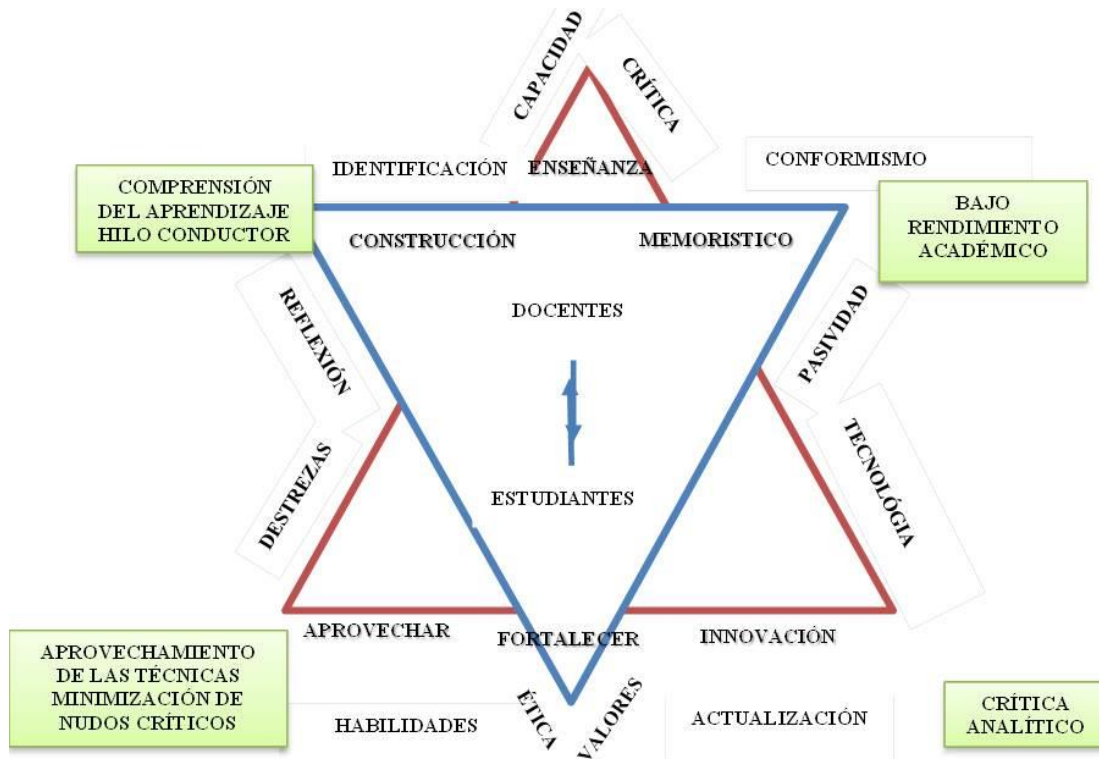 CAPACIDAD
CRÍTICA
IDENTIFICACIÓN
ENSEÑANZA
CONFORMISMO
COMPRENSIÓN
DEL APRENDIZAJE
HILO CONDUCTOR
BAJO
RENDIMIENTO
ACADÉMICO
CONSTRUCCIÓN
MEMORISTICO
REFLEXIÓN
DOCENTES
PASIVIDAD
DESTREZAS
ESTUDIANTES
TECNOLÓGIA
APROVECHAR
FORTALECER
INNOVACIÓN
APROVECHAMIENTO
DE LAS TÉCNICAS
MINIMIZACIÓN DE
NUDOS CRÍTICOS
HABILIDADES
ÉTICA
VALORES
ACTUALIZACIÓN
CRÍTICA
ANALÍTICO